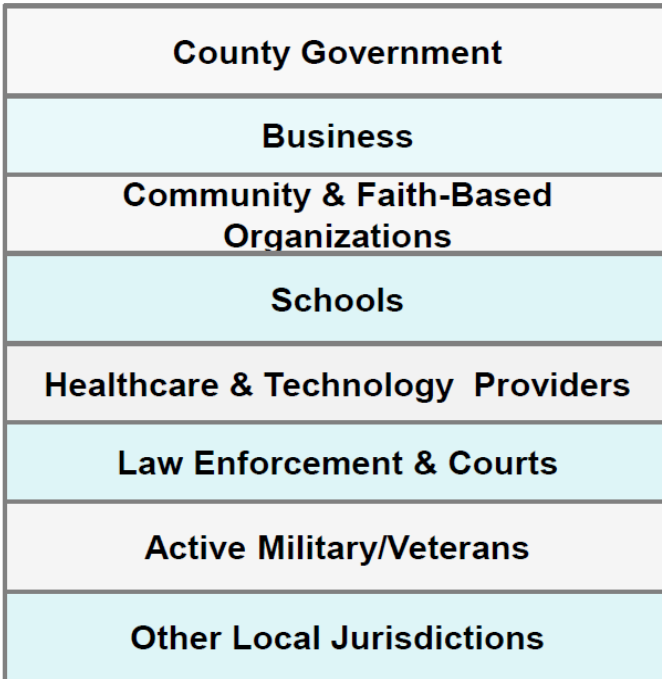 County Government
Business
Community & Faith-Based
Organizations
Schools
Healthcare & Technology  Providers
Law Enforcement & Courts
Active Military/Veterans
Other Local Jurisdictions